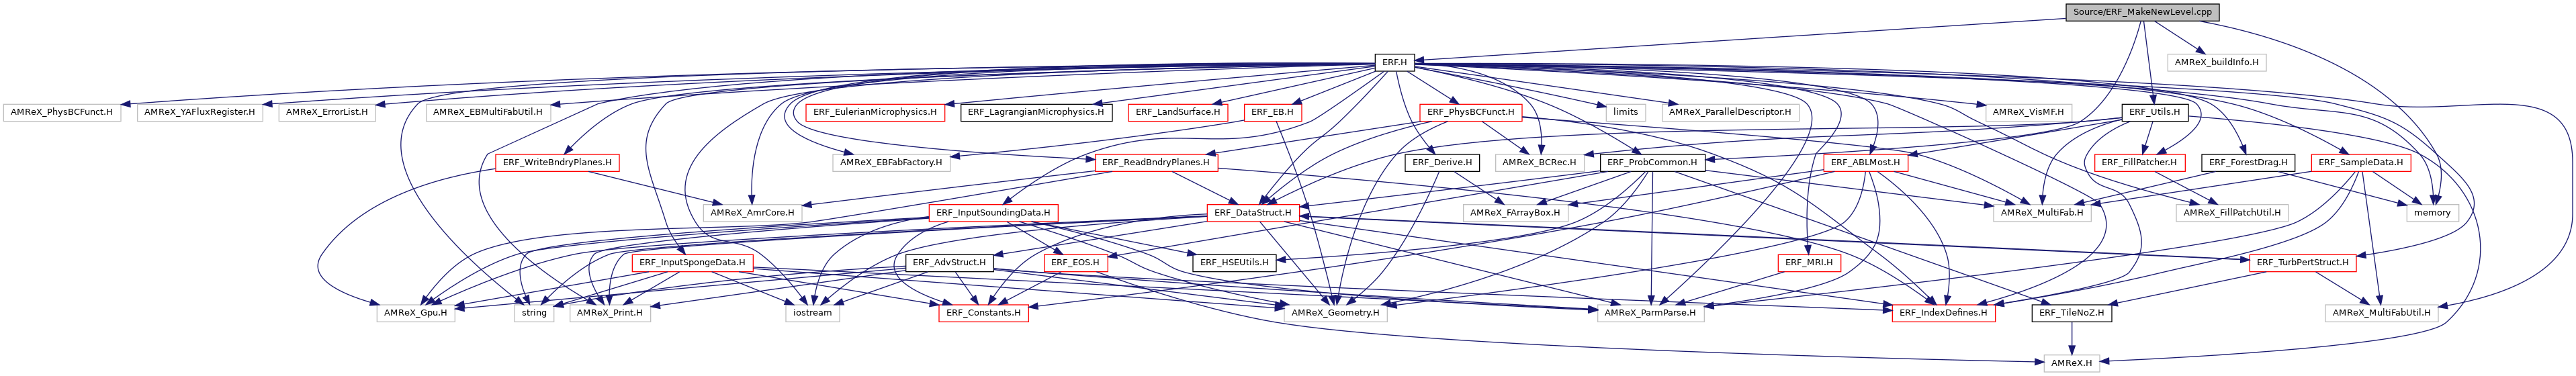 Source/ERF_MakeNewLevel.cpp
ERF.H
AMReX_buildInfo.H
AMReX_PhysBCFunct.H
AMReX_YAFluxRegister.H
AMReX_ErrorList.H
AMReX_EBMultiFabUtil.H
ERF_EulerianMicrophysics.H
ERF_LagrangianMicrophysics.H
ERF_LandSurface.H
ERF_EB.H
ERF_PhysBCFunct.H
limits
AMReX_ParallelDescriptor.H
AMReX_VisMF.H
ERF_Utils.H
ERF_WriteBndryPlanes.H
AMReX_EBFabFactory.H
ERF_ReadBndryPlanes.H
ERF_Derive.H
AMReX_BCRec.H
ERF_ProbCommon.H
ERF_ABLMost.H
ERF_FillPatcher.H
ERF_ForestDrag.H
ERF_SampleData.H
AMReX_AmrCore.H
ERF_InputSoundingData.H
ERF_DataStruct.H
AMReX_FArrayBox.H
AMReX_MultiFab.H
AMReX_FillPatchUtil.H
memory
ERF_InputSpongeData.H
ERF_AdvStruct.H
ERF_EOS.H
ERF_HSEUtils.H
ERF_MRI.H
ERF_TurbPertStruct.H
AMReX_Gpu.H
string
AMReX_Print.H
iostream
ERF_Constants.H
AMReX_Geometry.H
AMReX_ParmParse.H
ERF_IndexDefines.H
ERF_TileNoZ.H
AMReX_MultiFabUtil.H
AMReX.H